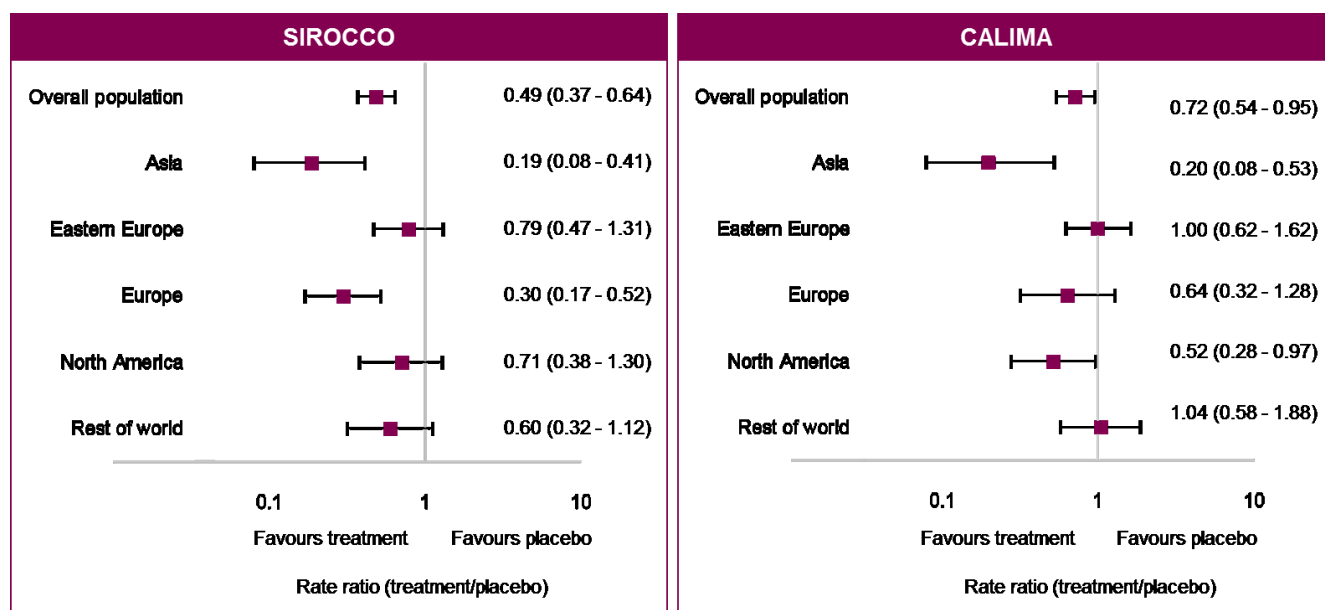 SIROCCO
Overall population 0.49 (0.37 - 0.64)
Asia 0.19 (0.08 - 0.41)
Eastern Europe 0.79 (0.47 - 1.31)
Europe 0.30 (0.17 - 0.52)
North America 0.71 (0.38 - 1.30)
Rest of world 0.60 (0.32 - 1.12)
0.1 1 10
Favours treatment Favours placebo
Rate ratio (treatment/placebo)
CALIMA
Overall population 0.72 (0.54 - 0.95)
Asia 0.20 (0.08 - 0.53)
Eastern Europe 1.00 (0.62 - 1.62)
Europe 0.64 (0.32 - 1.28)
North America 0.52 (0.28 - 0.97)
Rest of world 1.04 (0.58 - 1.88)
0.1 1 10
Favours treatment Favours placebo
Rate ratio (treatment/placebo)